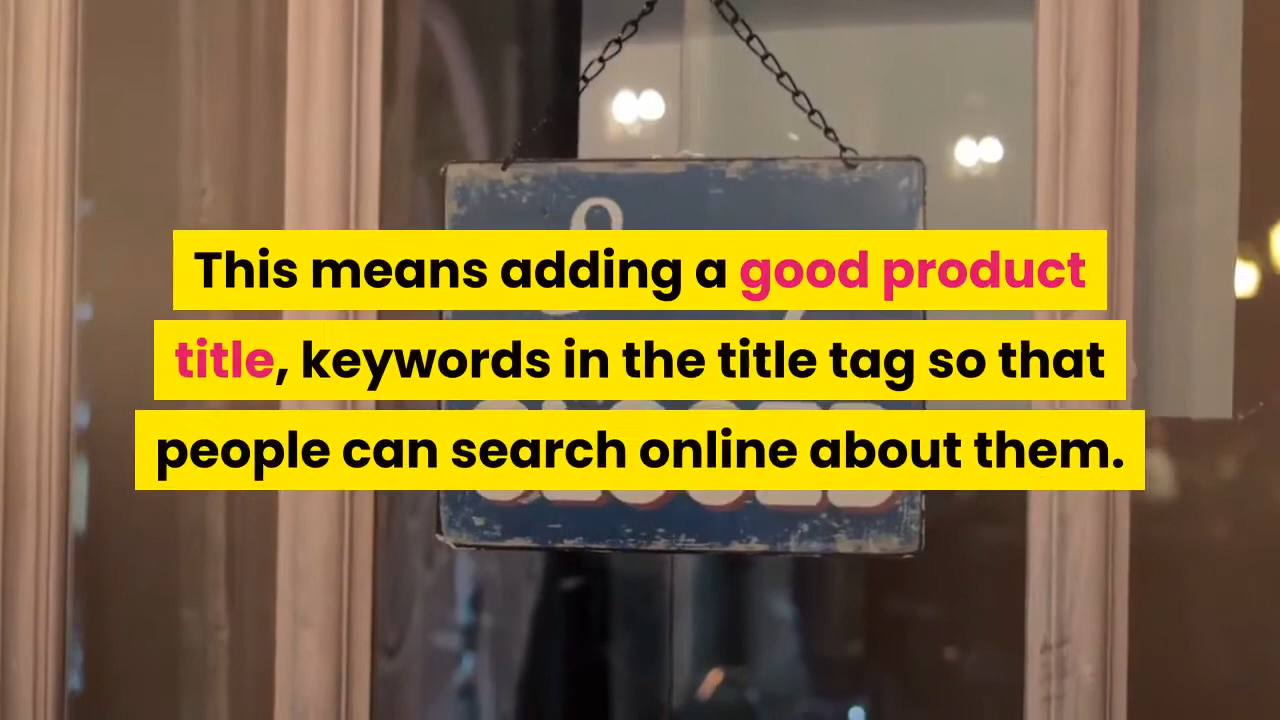 This means adding a good product
title, keywords in the title tag so that
people can search online about them.